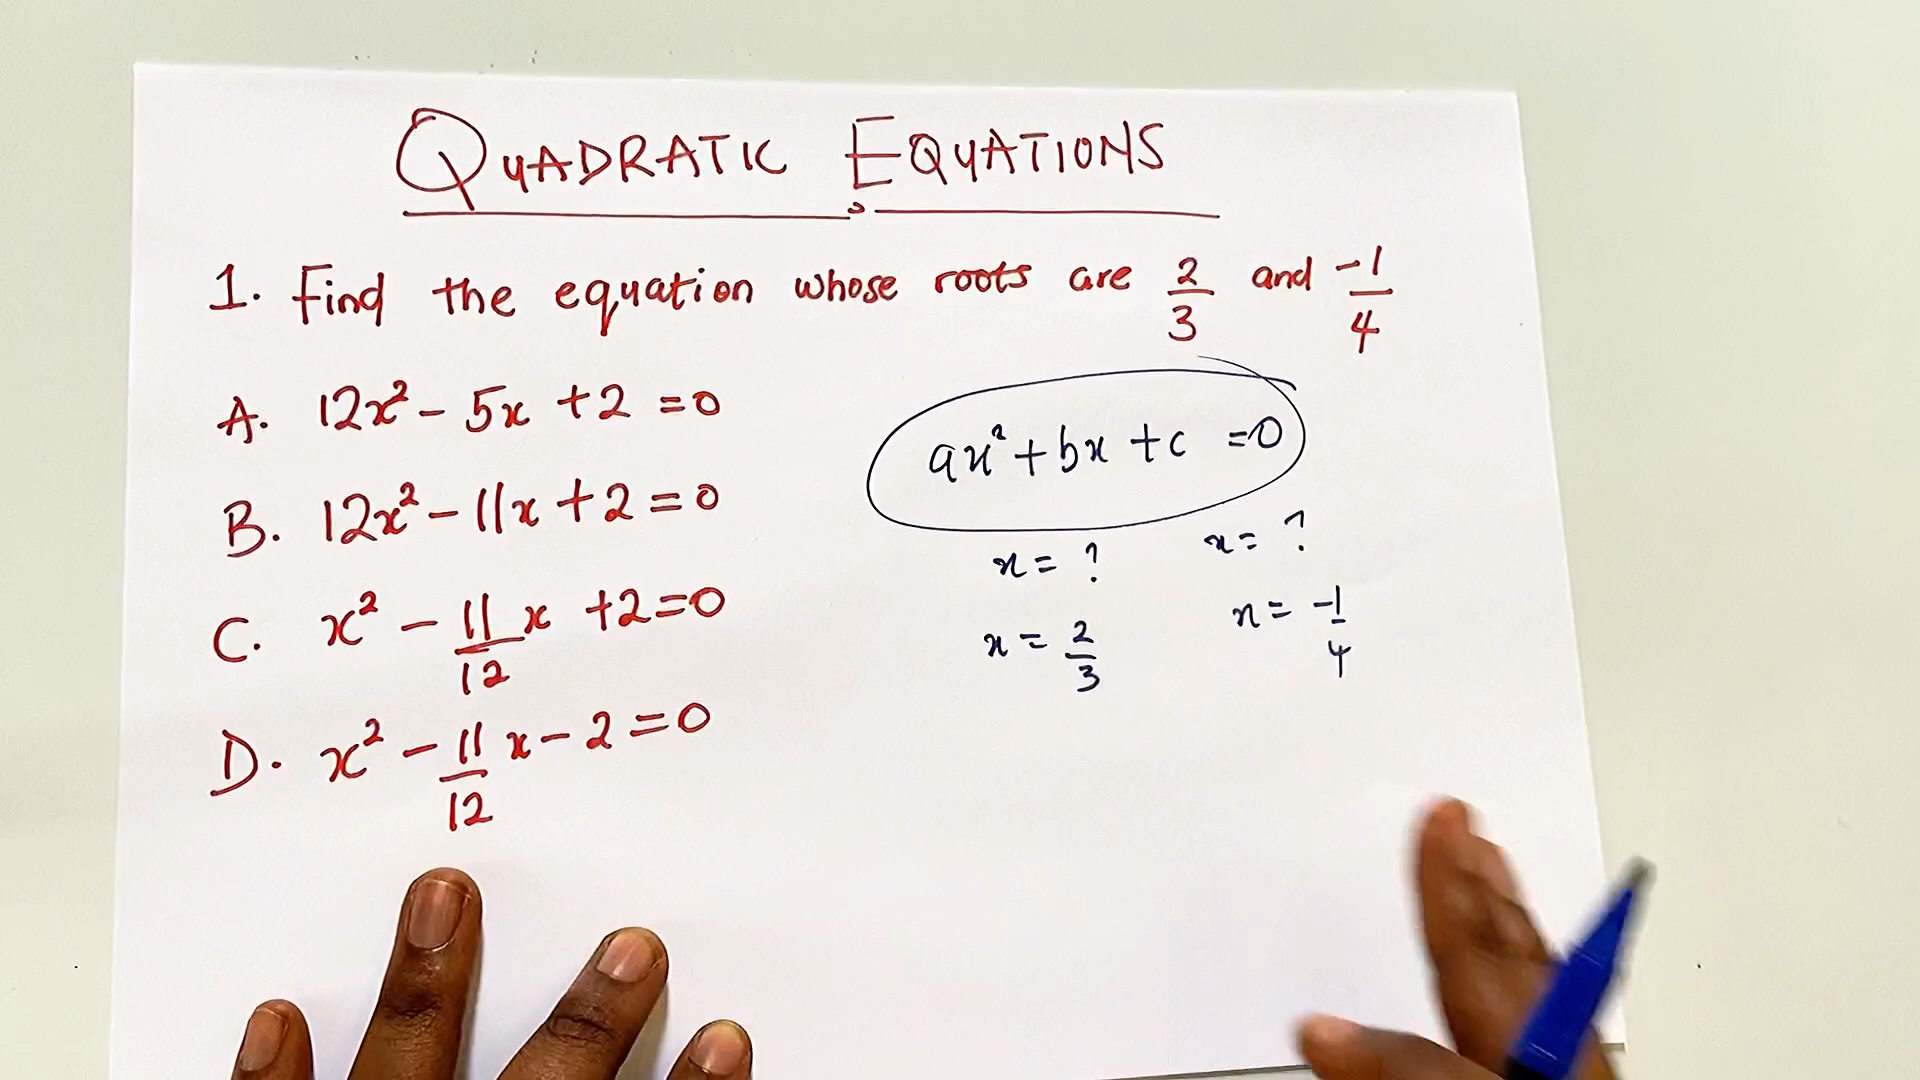 QUADRATIC EQUATIONS
1. Find the equation whose roots are 2/3 and -1/4
A. 12x² - 5x + 2 = 0
B. 12x² - 11x + 2 = 0
C. x² - 11/12 x + 2 = 0
D. x² - 11/12 x - 2 = 0
ax² + bx + c = 0
x = ? x = ?
x = 2/3 x = -1/4